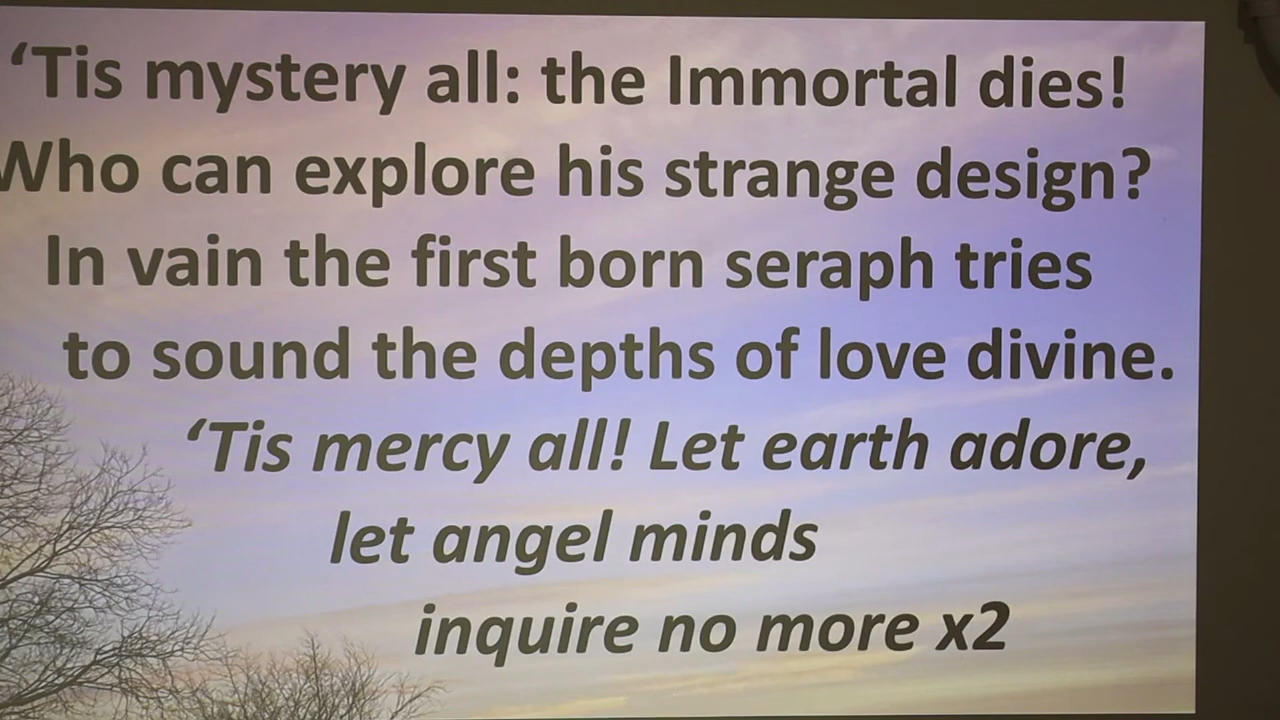 ‘Tis mystery all: the Immortal dies!
Who can explore his strange design?
In vain the first born seraph tries
to sound the depths of love divine.
‘Tis mercy all! Let earth adore,
let angel minds
inquire no more x2